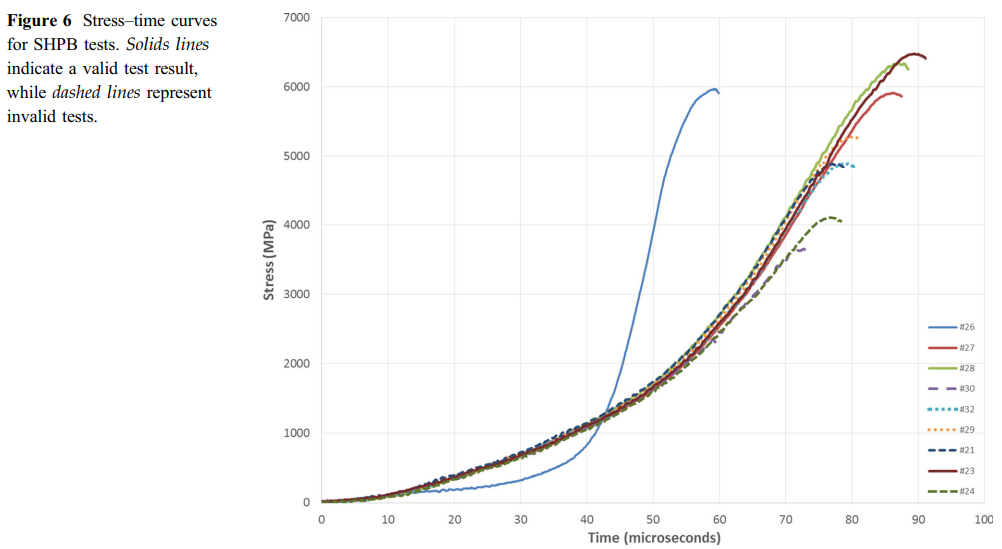 Figure 6 Stress–time curves
for SHPB tests. Solids lines
indicate a valid test result,
while dashed lines represent
invalid tests.
7000
6000
5000
4000
3000
2000
1000
0
Stress (MPa)
0 10 20 30 40 50 60 70 80 90 100
Time (microseconds)
#26
#27
#28
#30
#32
#29
#21
#23
#24